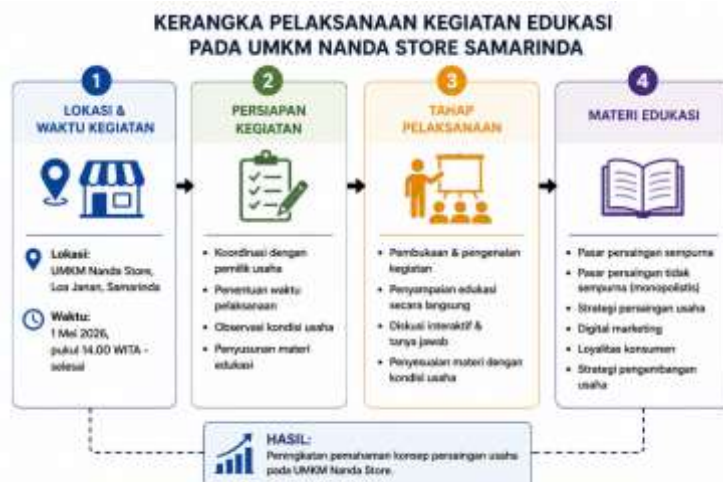 KERANGKA PELAKSANAAN KEGIATAN EDUKASI
PADA UMKM NANDA STORE SAMARINDA
1
LOKASI &
WAKTU KEGIATAN
Lokasi:
UMKM Nanda Store,
Loa Janan, Samarinda
Waktu:
1 Mei 2026,
pukul 14.00 WITA -
selesai
2
PERSIAPAN
KEGIATAN
• Koordinasi dengan
pemilik usaha
• Penentuan waktu
pelaksanaan
• Observasi kondisi usaha
• Penyusunan materi
edukasi
3
TAHAP
PELAKSANAAN
• Pembukaan & pengenalan
kegiatan
• Penyampaian edukasi
secara langsung
• Diskusi interaktif &
tanya jawab
• Penyesuaian materi dengan
kondisi usaha
4
MATERI EDUKASI
• Pasar persaingan sempurna
• Pasar persaingan tidak
sempurna (monopolistis)
• Strategi persaingan usaha
• Digital marketing
• Loyalitas konsumen
• Strategi pengembangan
usaha
HASIL:
Peningkatan pemahaman konsep persaingan usaha
pada UMKM Nanda Store.